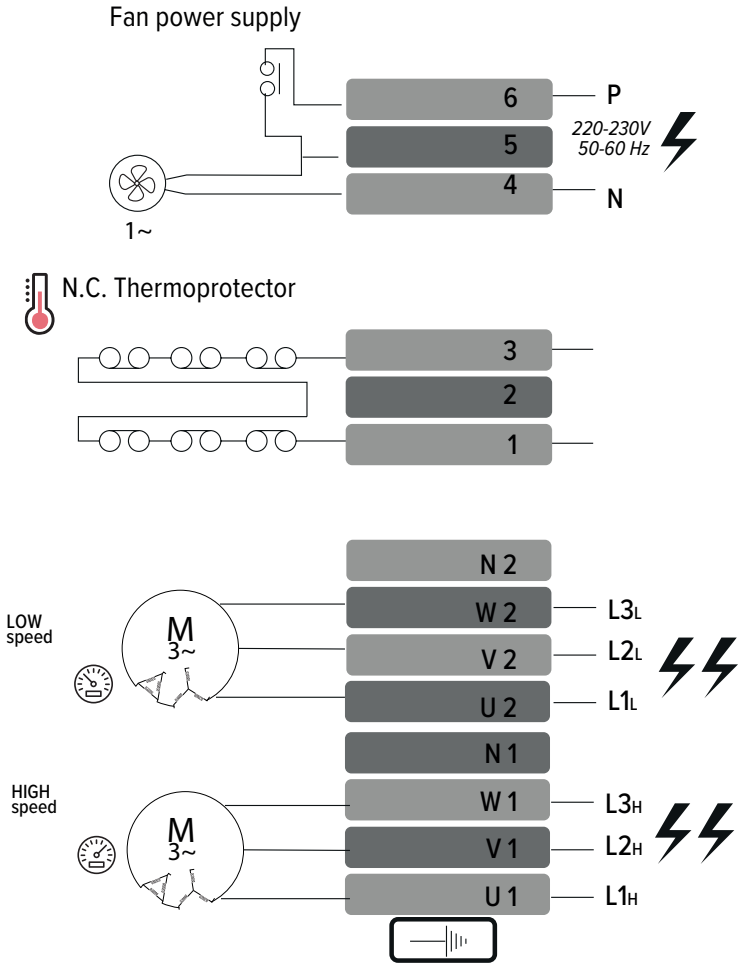 Fan power supply
6
P
5
220-230V
50-60 Hz
4
N
1~
N.C. Thermoprotector
3
2
1
N 2
LOW
speed
M
3~
W 2
L3L
V 2
L2L
U 2
L1L
N 1
HIGH
speed
M
3~
W 1
L3H
V 1
L2H
U 1
L1H